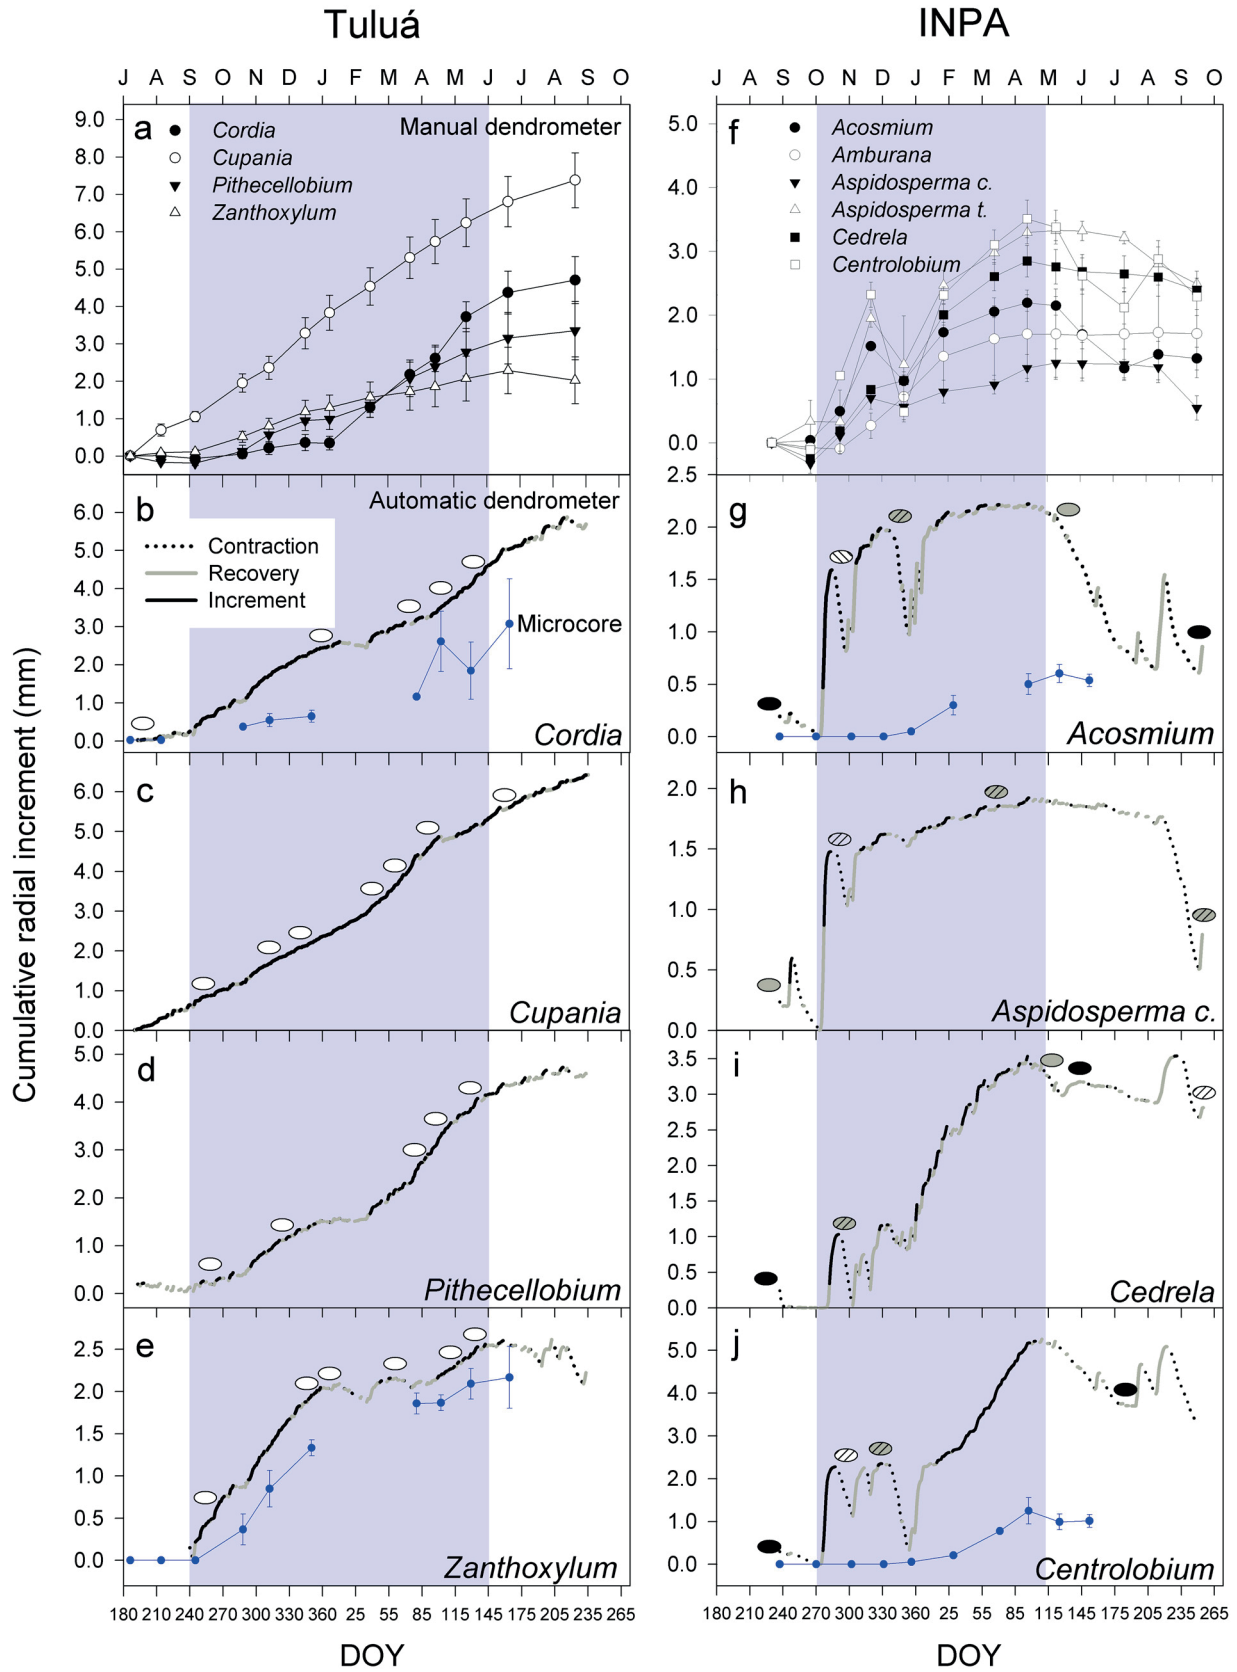 Tuluá
INPA
J A S O N D J F M A M J J A S O
J A S O N D J F M A M J J A S O
Cumulative radial increment (mm)
a
Manual dendrometer
Cordia
Cupania
Pithecellobium
Zanthoxylum
9.0
8.0
7.0
6.0
5.0
4.0
3.0
2.0
1.0
0.0
f
Acosmium
Amburana
Aspidosperma c.
Aspidosperma t.
Cedrela
Centrolobium
5.0
4.0
3.0
2.0
1.0
0.0
b
Automatic dendrometer
Contraction
Recovery
Increment
Microcore
Cordia
6.0
5.0
4.0
3.0
2.0
1.0
0.0
g
Acosmium
2.5
2.0
1.5
1.0
0.5
0.0
c
Cupania
6.0
5.0
4.0
3.0
2.0
1.0
0.0
h
Aspidosperma c.
2.0
1.5
1.0
0.5
0.0
d
Pithecellobium
5.0
4.0
3.0
2.0
1.0
0.0
i
Cedrela
3.5
3.0
2.5
2.0
1.5
1.0
0.5
0.0
e
Zanthoxylum
2.5
2.0
1.5
1.0
0.5
0.0
j
Centrolobium
5.0
4.0
3.0
2.0
1.0
0.0
180 210 240 270 300 330 360 25 55 85 115 145 175 205 235 265
180 210 240 270 300 330 360 25 55 85 115 145 175 205 235 265
DOY
DOY